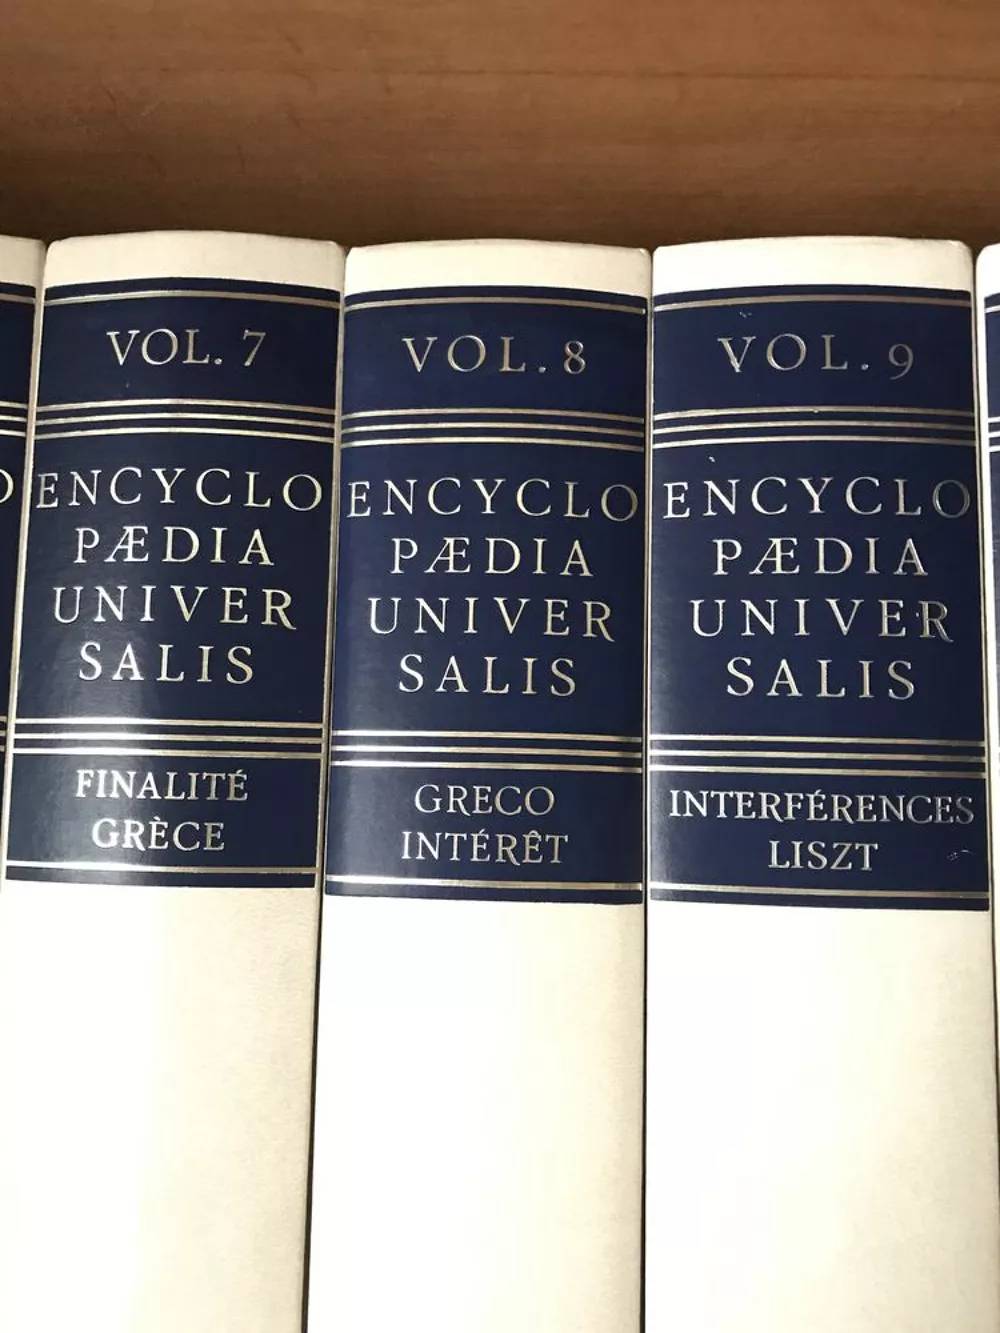 VOL. 7
ENCYCLO
PÆDIA
UNIVER
SALIS
FINALITÉ
GRÈCE
VOL. 8
ENCYCLO
PÆDIA
UNIVER
SALIS
GRECO
INTÉRÊT
VOL. 9
ENCYCLO
PÆDIA
UNIVER
SALIS
INTERFÉRENCES
LISZT